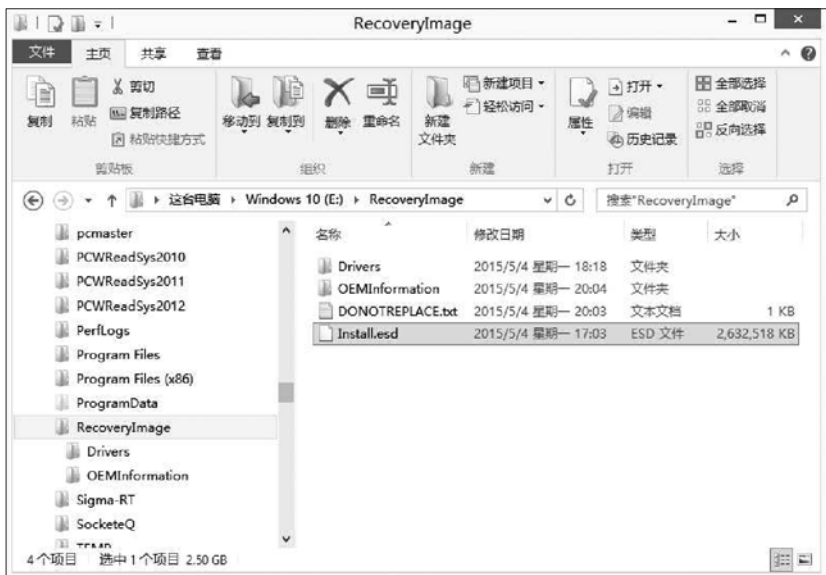 RecoveryImage
文件 主页 共享 查看
复制
粘贴
剪切
复制路径
粘贴快捷方式
剪贴板
移动到 复制到 删除 重命名
组织
新建
文件夹
新建项目
轻松访问
新建
属性
打开
编辑
历史记录
打开
全部选择
全部取消
反向选择
选择
这台电脑 Windows 10 (E:) RecoveryImage
搜索"RecoveryImage"
pcmaster
PCWReadSys2010
PCWReadSys2011
PCWReadSys2012
PerfLogs
Program Files
Program Files (x86)
ProgramData
RecoveryImage
Drivers
OEMInformation
Sigma-RT
SocketeQ
名称 修改日期 类型 大小
Drivers 2015/5/4 星期一 18:18 文件夹
OEMInformation 2015/5/4 星期一 20:04 文件夹
DONOTREPLACE.txt 2015/5/4 星期一 20:03 文本文档 1 KB
Install.esd 2015/5/4 星期一 17:03 ESD 文件 2,632,518 KB
4个项目 选中1个项目 2.50 GB